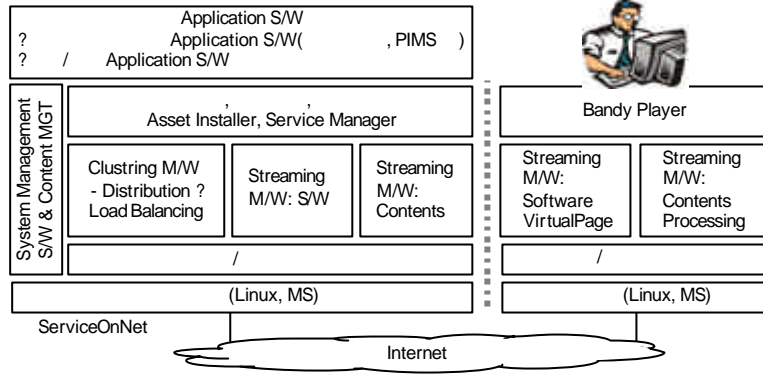 Application S/W
? Application S/W( , PIMS )
? / Application S/W
System Management
S/W & Content MGT
, ,
Asset Installer, Service Manager
Clustring M/W
- Distribution ?
Load Balancing
Streaming
M/W: S/W
Streaming
M/W:
Contents
/
(Linux, MS)
ServiceOnNet
Bandy Player
Streaming
M/W:
Software
VirtualPage
Streaming
M/W:
Contents
Processing
/
(Linux, MS)
Internet